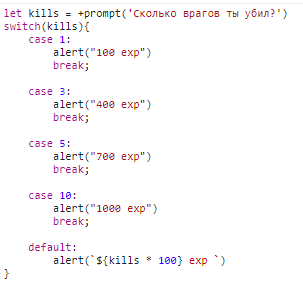 let kills = +prompt('Сколько врагов ты убил?')
switch(kills){
    case 1:
        alert("100 exp")
        break;

    case 3:
        alert("400 exp")
        break;

    case 5:
        alert("700 exp")
        break;

    case 10:
        alert("1000 exp")
        break;

    default:
        alert(`${kills * 100} exp `)
}